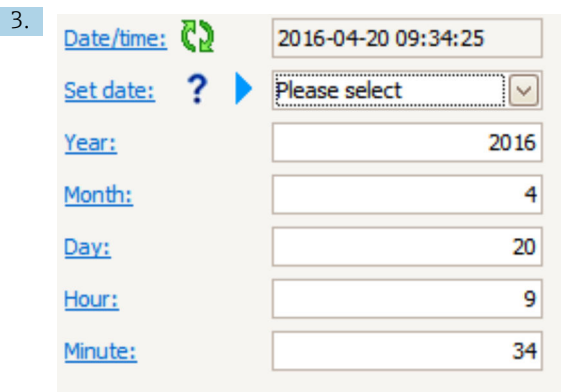 3.
Date/time: 2016-04-20 09:34:25
Set date: ? Please select
Year: 2016
Month: 4
Day: 20
Hour: 9
Minute: 34